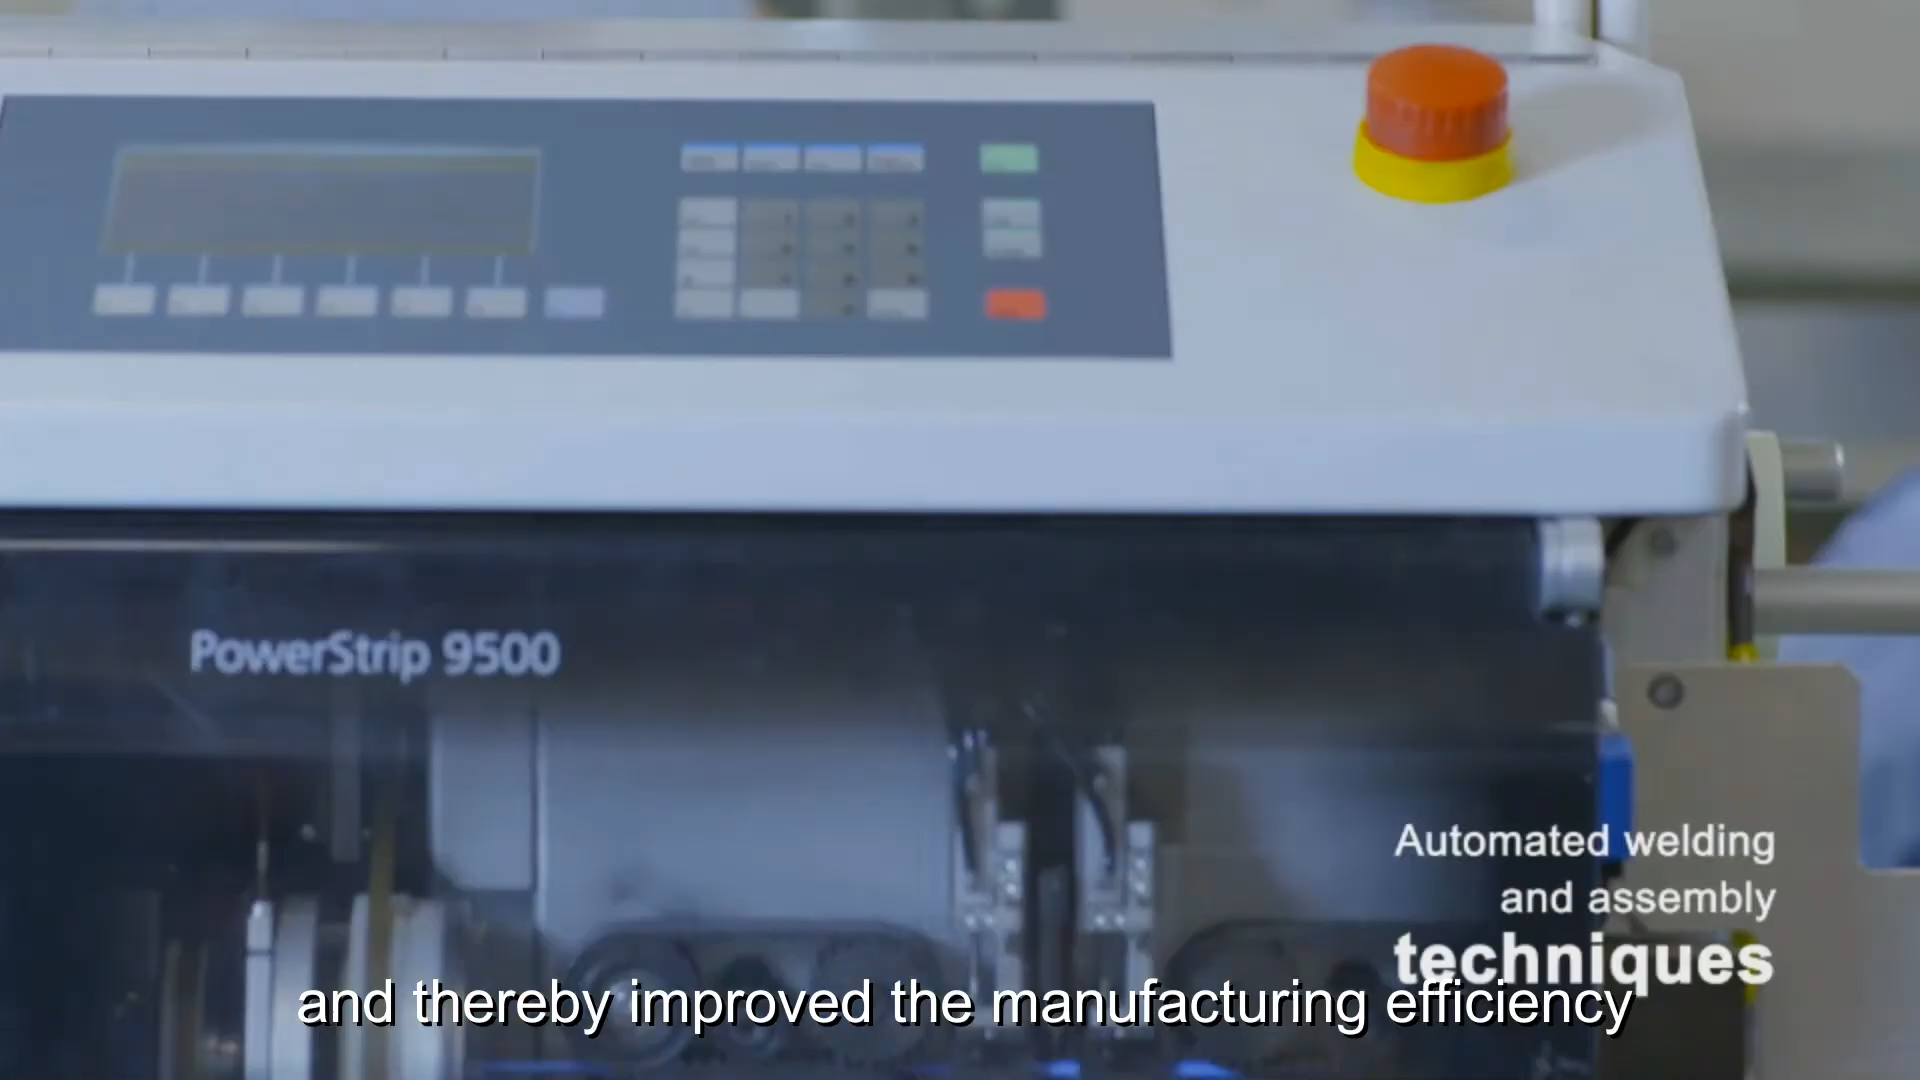 PowerStrip 9500
Automated welding
and assembly
techniques
and thereby improved the manufacturing efficiency